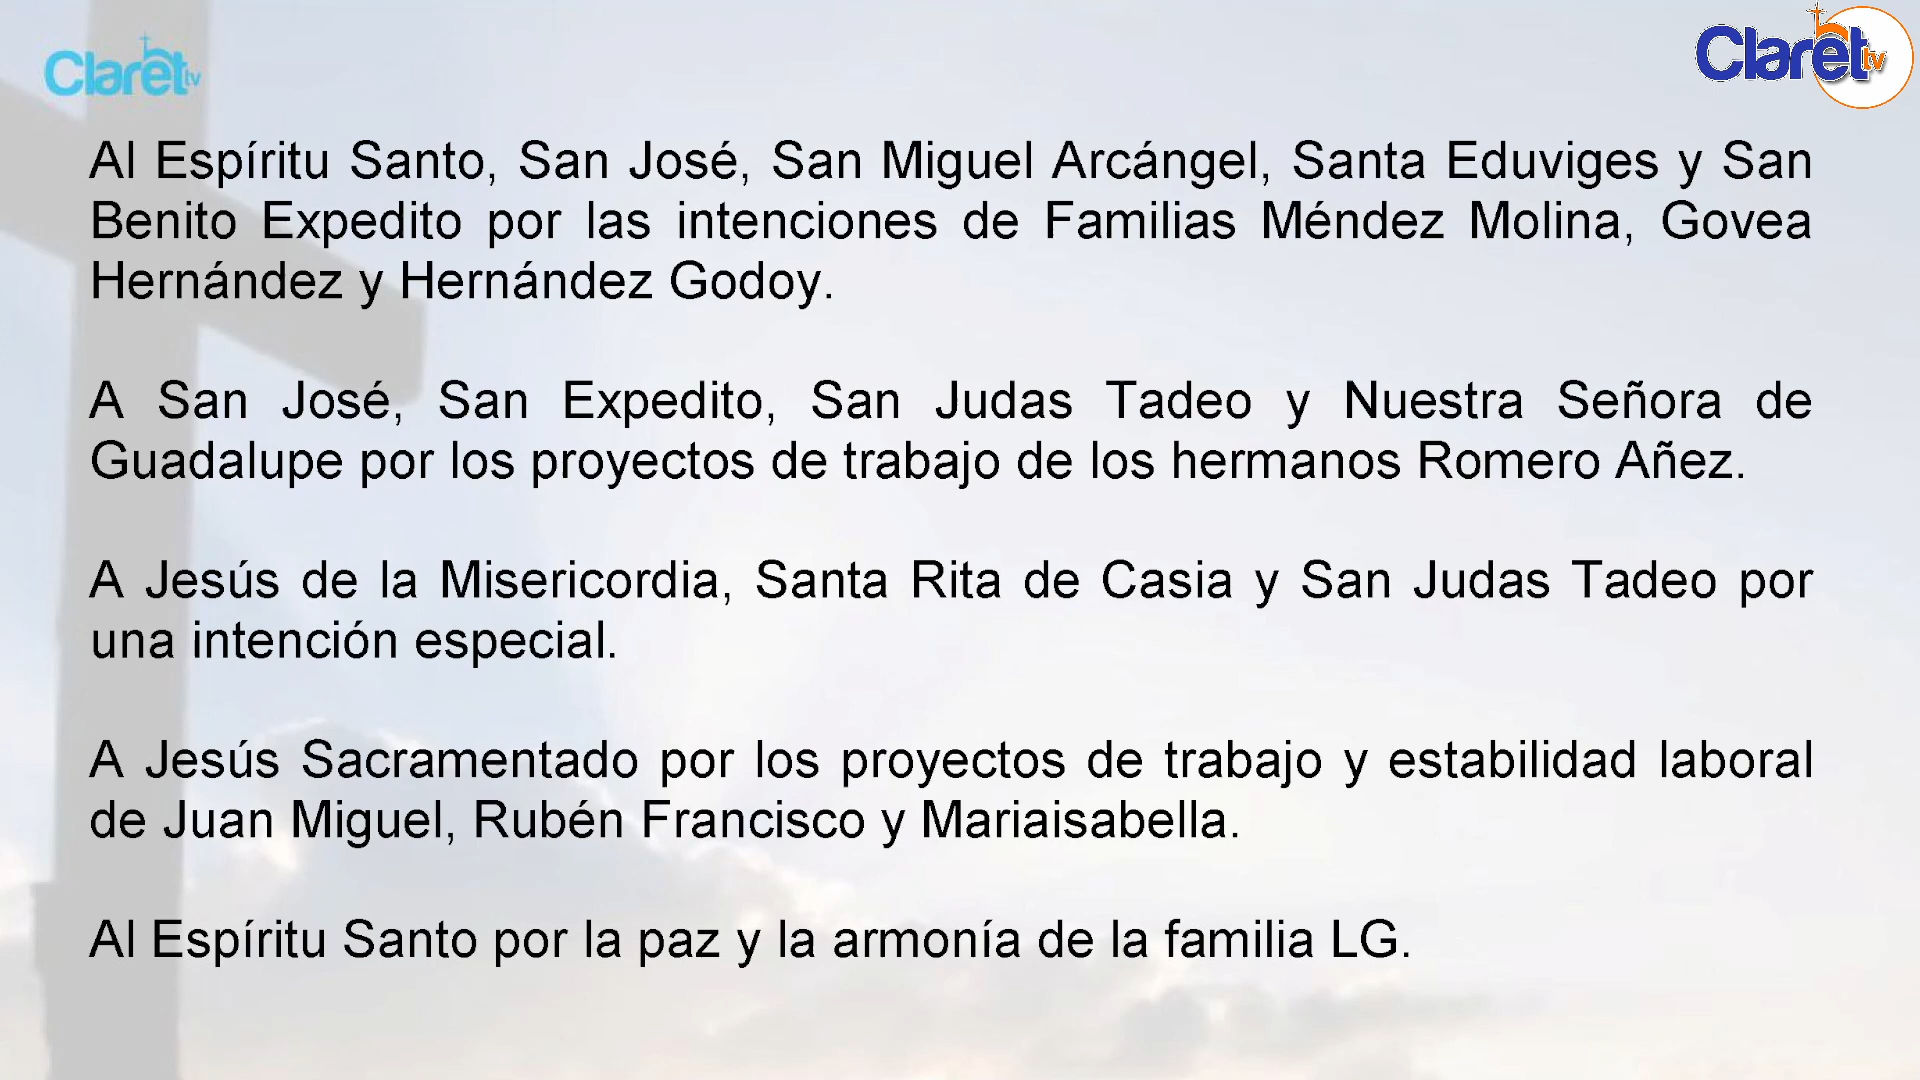 Claret tv
Claret tv
Al Espíritu Santo, San José, San Miguel Arcángel, Santa Eduviges y San
Benito Expedito por las intenciones de Familias Méndez Molina, Govea
Hernández y Hernández Godoy.
A San José, San Expedito, San Judas Tadeo y Nuestra Señora de
Guadalupe por los proyectos de trabajo de los hermanos Romero Añez.
A Jesús de la Misericordia, Santa Rita de Casia y San Judas Tadeo por
una intención especial.
A Jesús Sacramentado por los proyectos de trabajo y estabilidad laboral
de Juan Miguel, Rubén Francisco y Mariaisabella.
Al Espíritu Santo por la paz y la armonía de la familia LG.